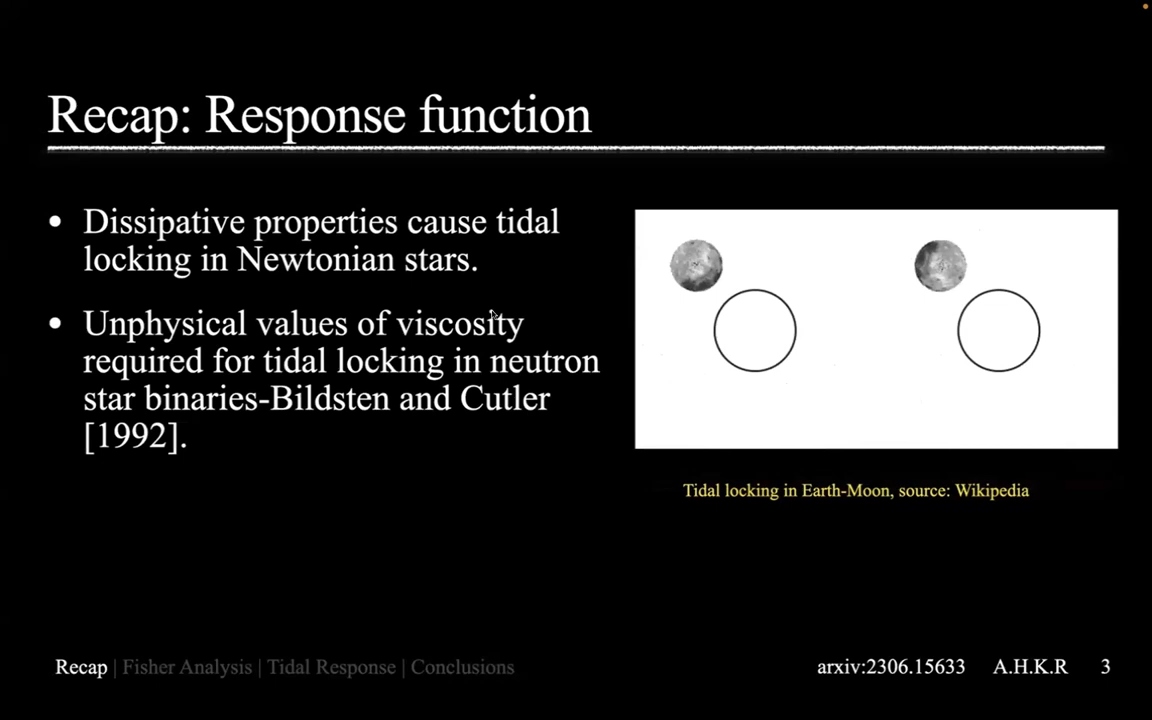 Recap: Response function
• Dissipative properties cause tidal
locking in Newtonian stars.
• Unphysical values of viscosity
required for tidal locking in neutron
star binaries-Bildsten and Cutler
[1992].
Tidal locking in Earth-Moon, source: Wikipedia
Recap | Fisher Analysis | Tidal Response | Conclusions
arxiv:2306.15633 A.H.K.R 3